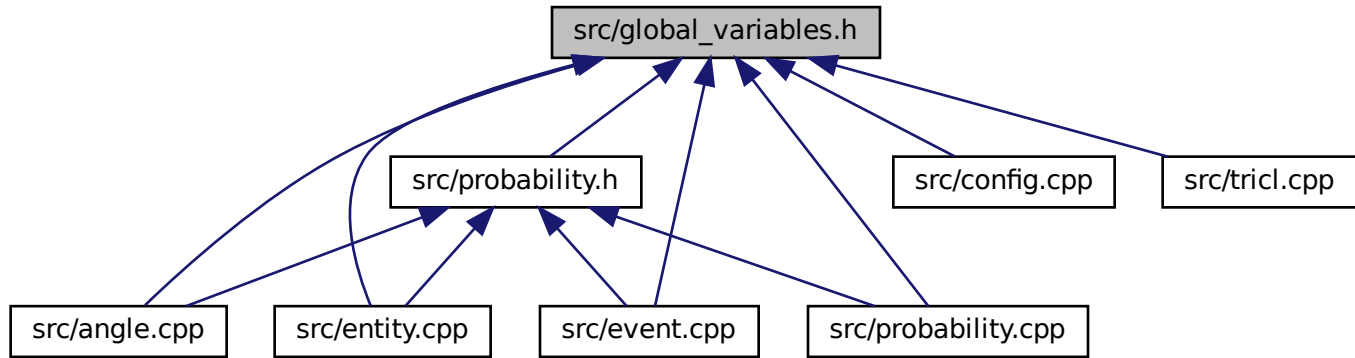 src/global_variables.h
src/probability.h
src/config.cpp
src/tricl.cpp
src/angle.cpp
src/entity.cpp
src/event.cpp
src/probability.cpp